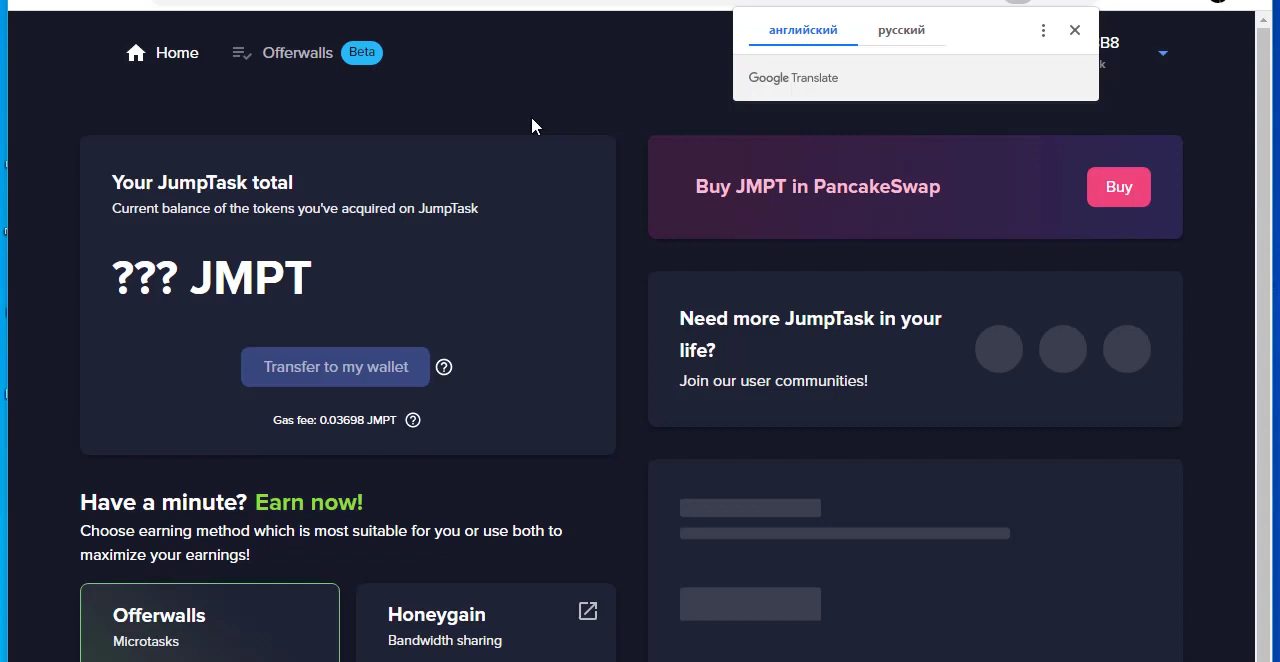 Home
Offerwalls
Beta
английский
русский
Google Translate
B8
k
Your JumpTask total
Current balance of the tokens you've acquired on JumpTask
??? JMPT
Transfer to my wallet
Gas fee: 0.03698 JMPT
Buy JMPT in PancakeSwap
Buy
Need more JumpTask in your
life?
Join our user communities!
Have a minute? Earn now!
Choose earning method which is most suitable for you or use both to
maximize your earnings!
Offerwalls
Microtasks
Honeygain
Bandwidth sharing